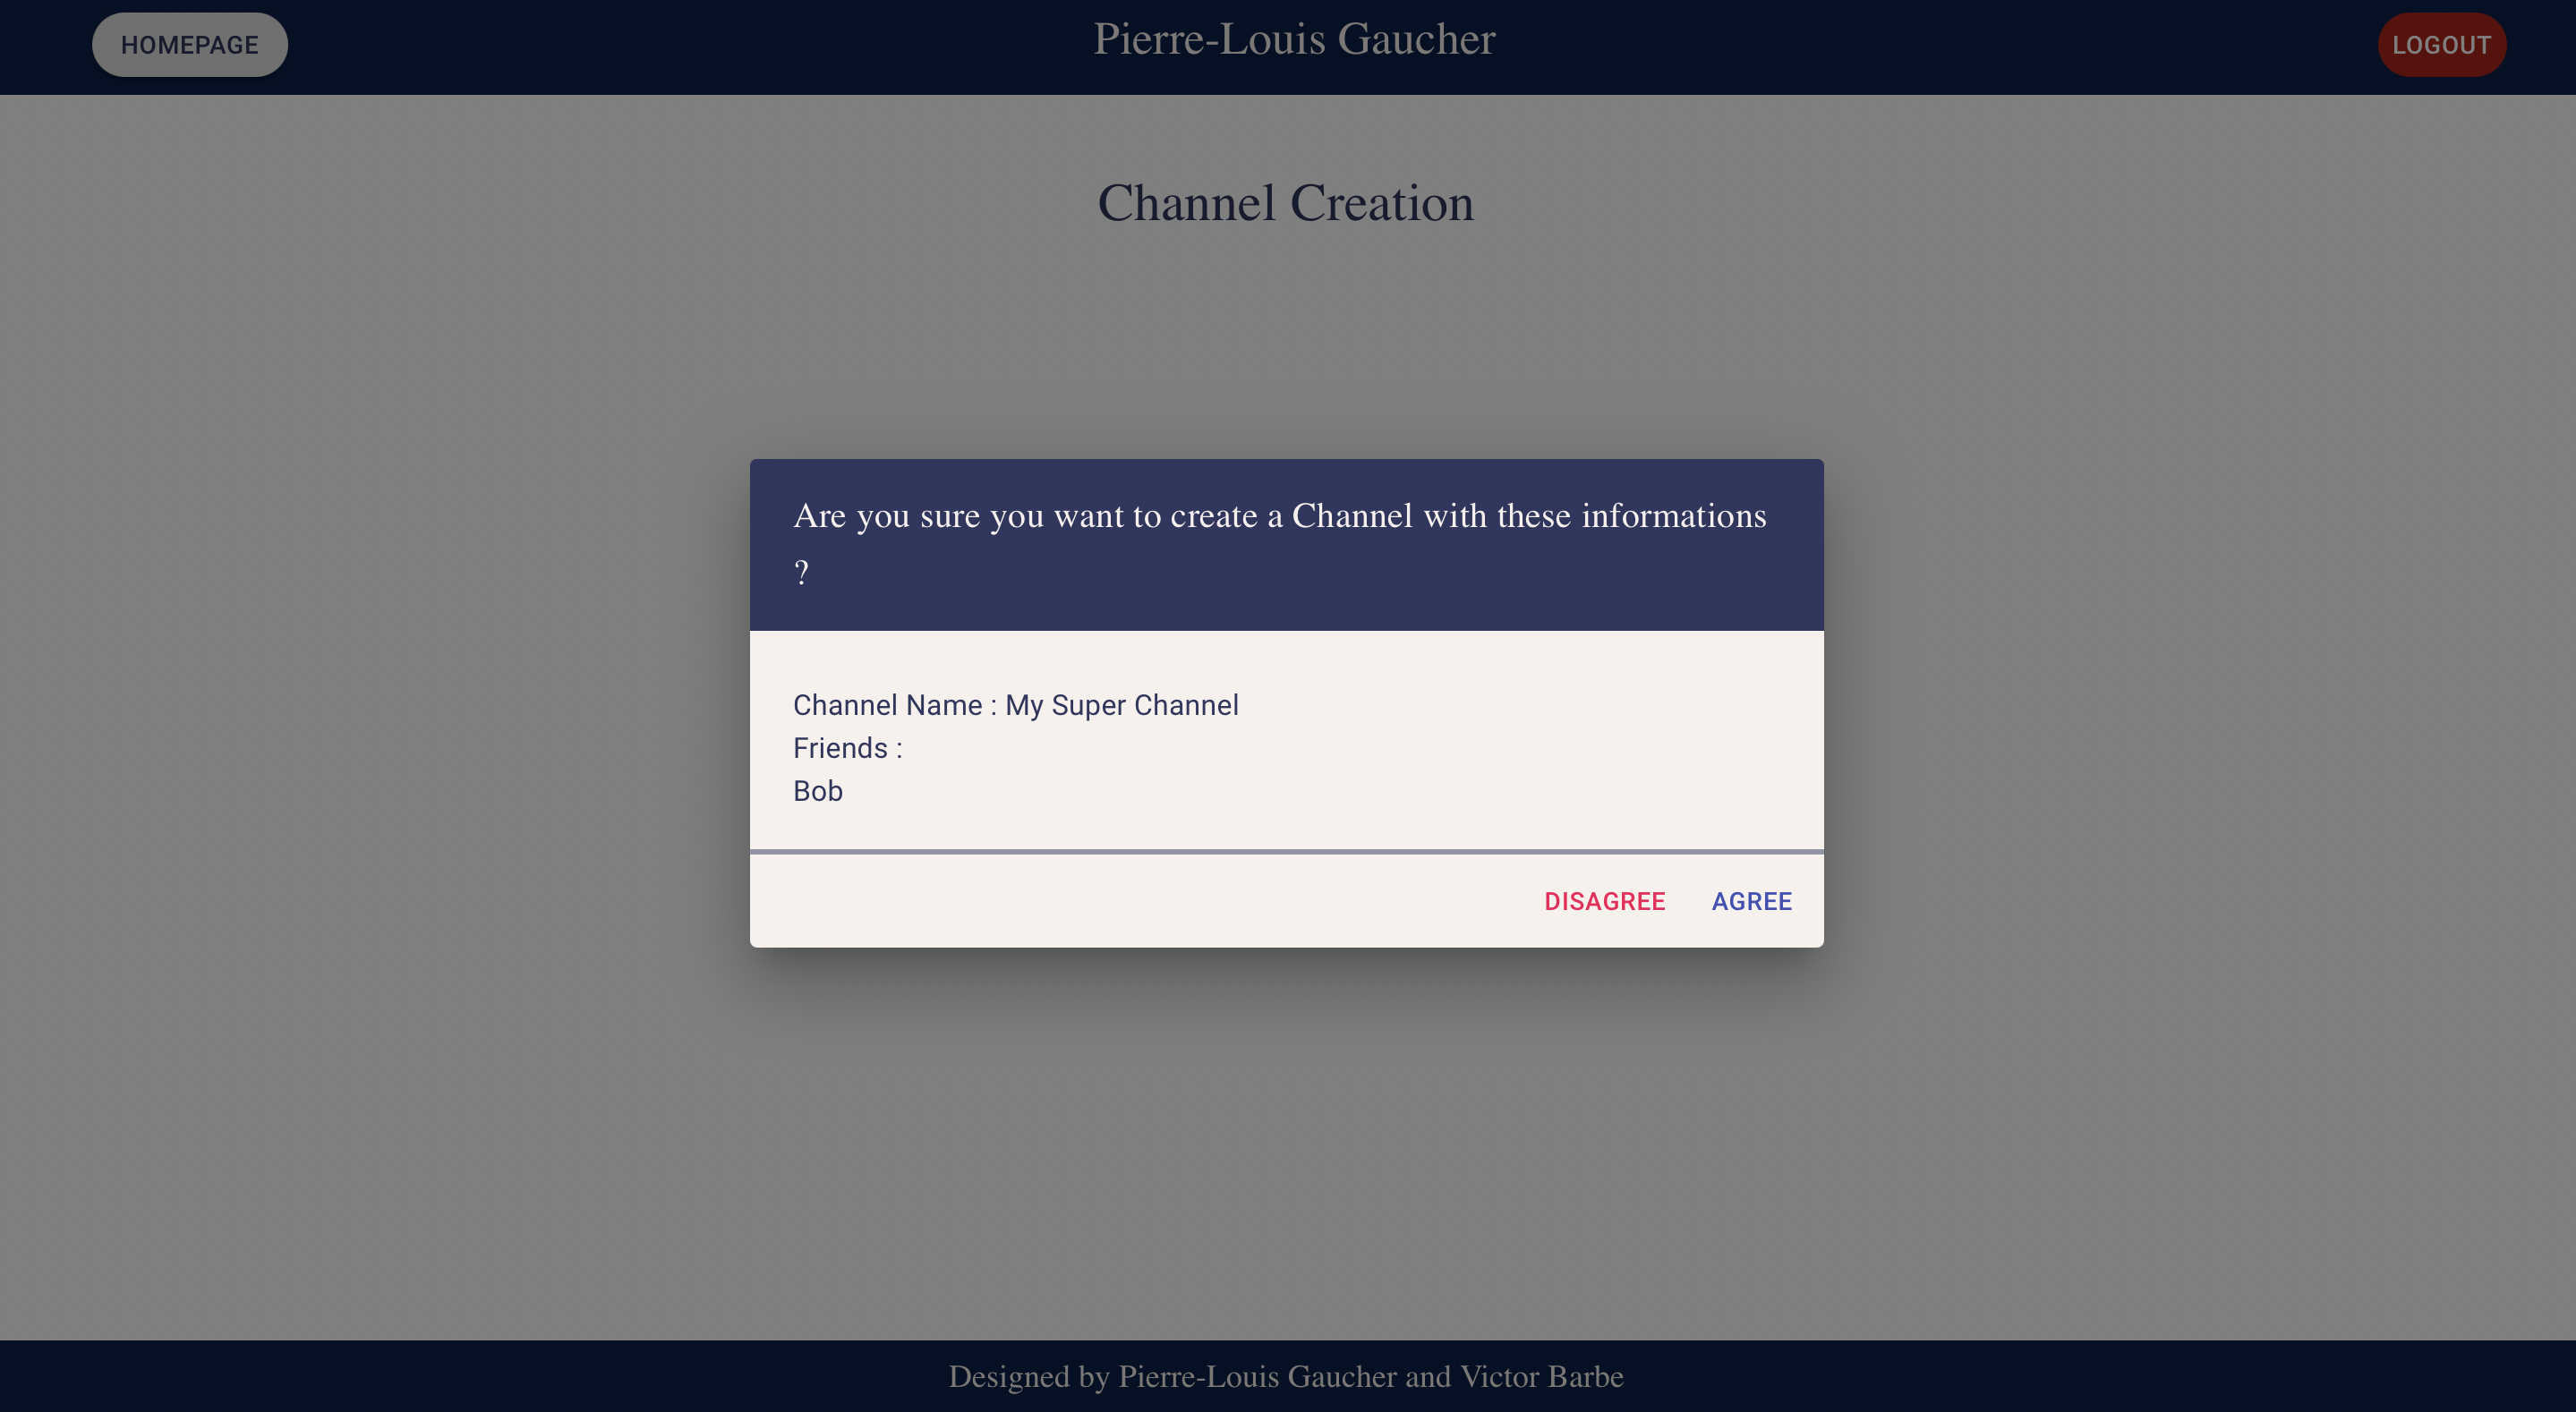 HOMEPAGE
Pierre-Louis Gaucher
LOGOUT
Channel Creation
Are you sure you want to create a Channel with these informations
?
Channel Name : My Super Channel
Friends :
Bob
DISAGREE
AGREE
Designed by Pierre-Louis Gaucher and Victor Barbe